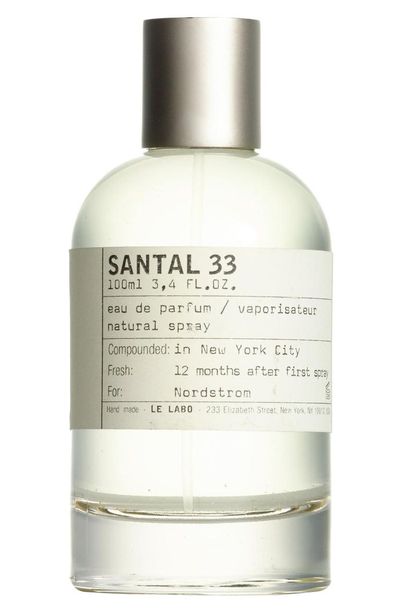 SANTAL 33
100ml 3,4 FL.OZ.
eau de parfum / vaporisateur
natural spray
Compounded: in New York City
Fresh: 12 months after first spray
For: Nordstrom
Hand made - LE LABO - 233 Elizabeth Street, New York, NY